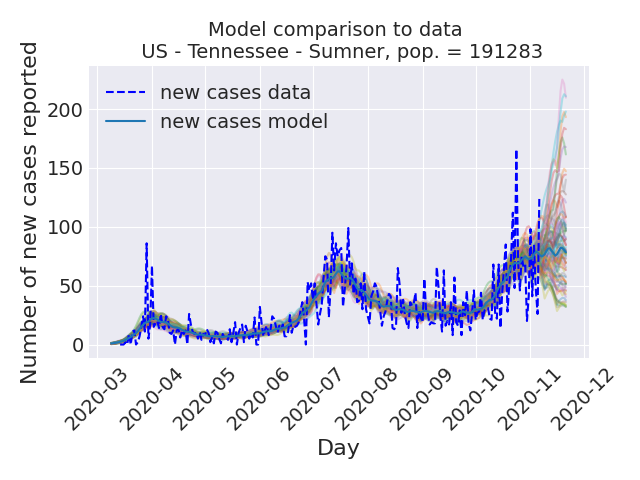 Model comparison to data
US - Tennessee - Sumner, pop. = 191283
Number of new cases reported
new cases data
new cases model
200
150
100
50
0
2020-03
2020-04
2020-05
2020-06
2020-07
2020-08
2020-09
2020-10
2020-11
2020-12
Day